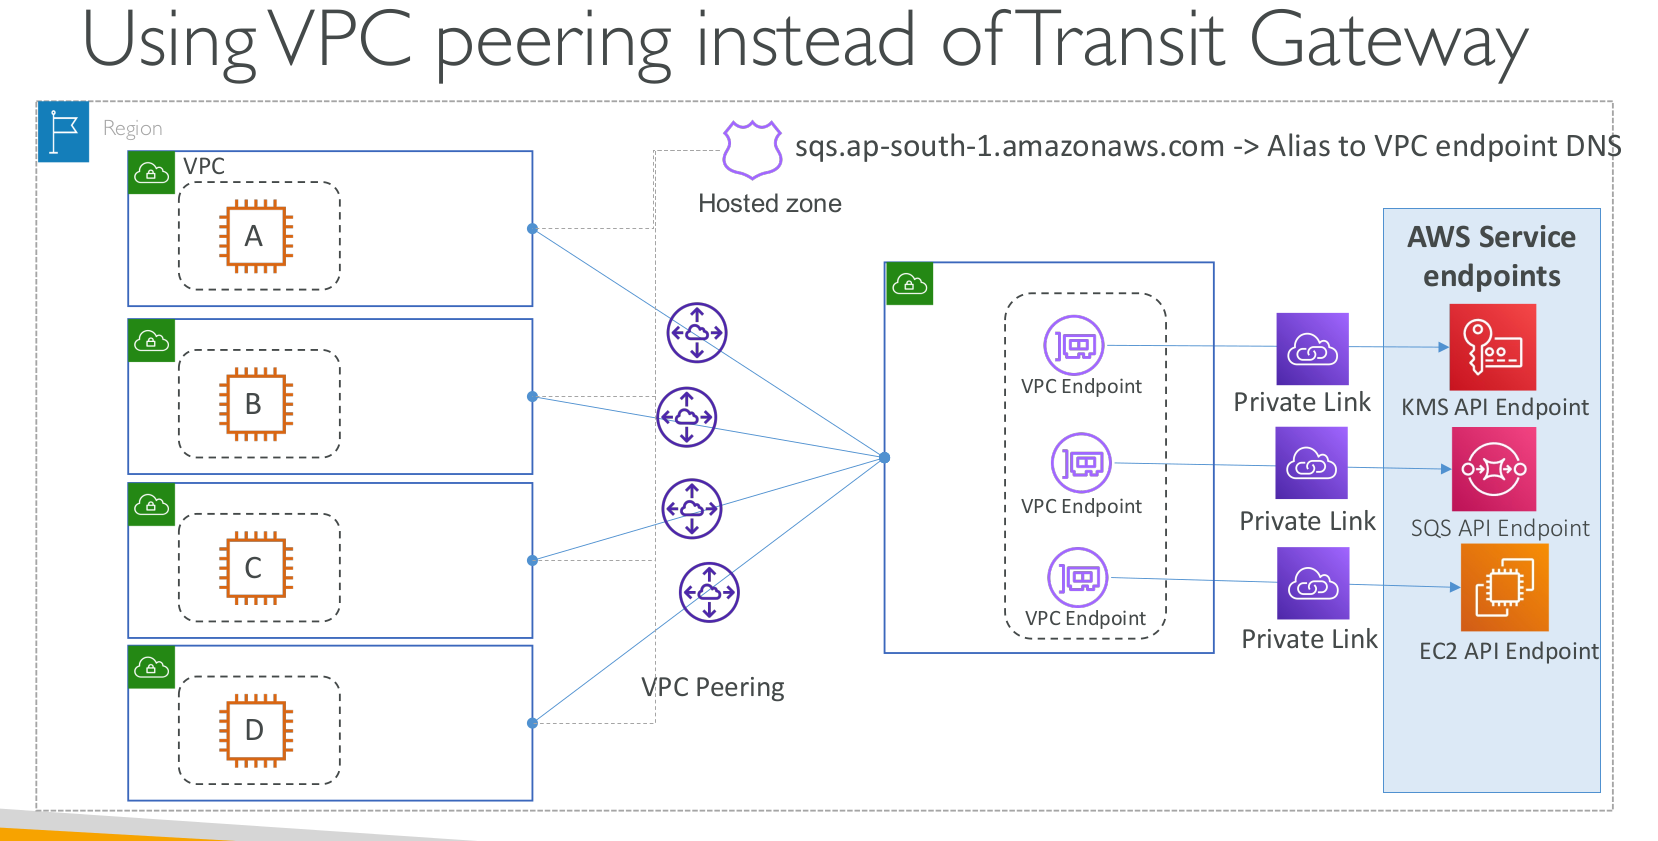 Using VPC peering instead of Transit Gateway
Region
sqs.ap-south-1.amazonaws.com -> Alias to VPC endpoint DNS
Hosted zone
VPC
A
B
C
D
VPC Peering
VPC Endpoint
VPC Endpoint
VPC Endpoint
Private Link
Private Link
Private Link
AWS Service
endpoints
KMS API Endpoint
SQS API Endpoint
EC2 API Endpoint